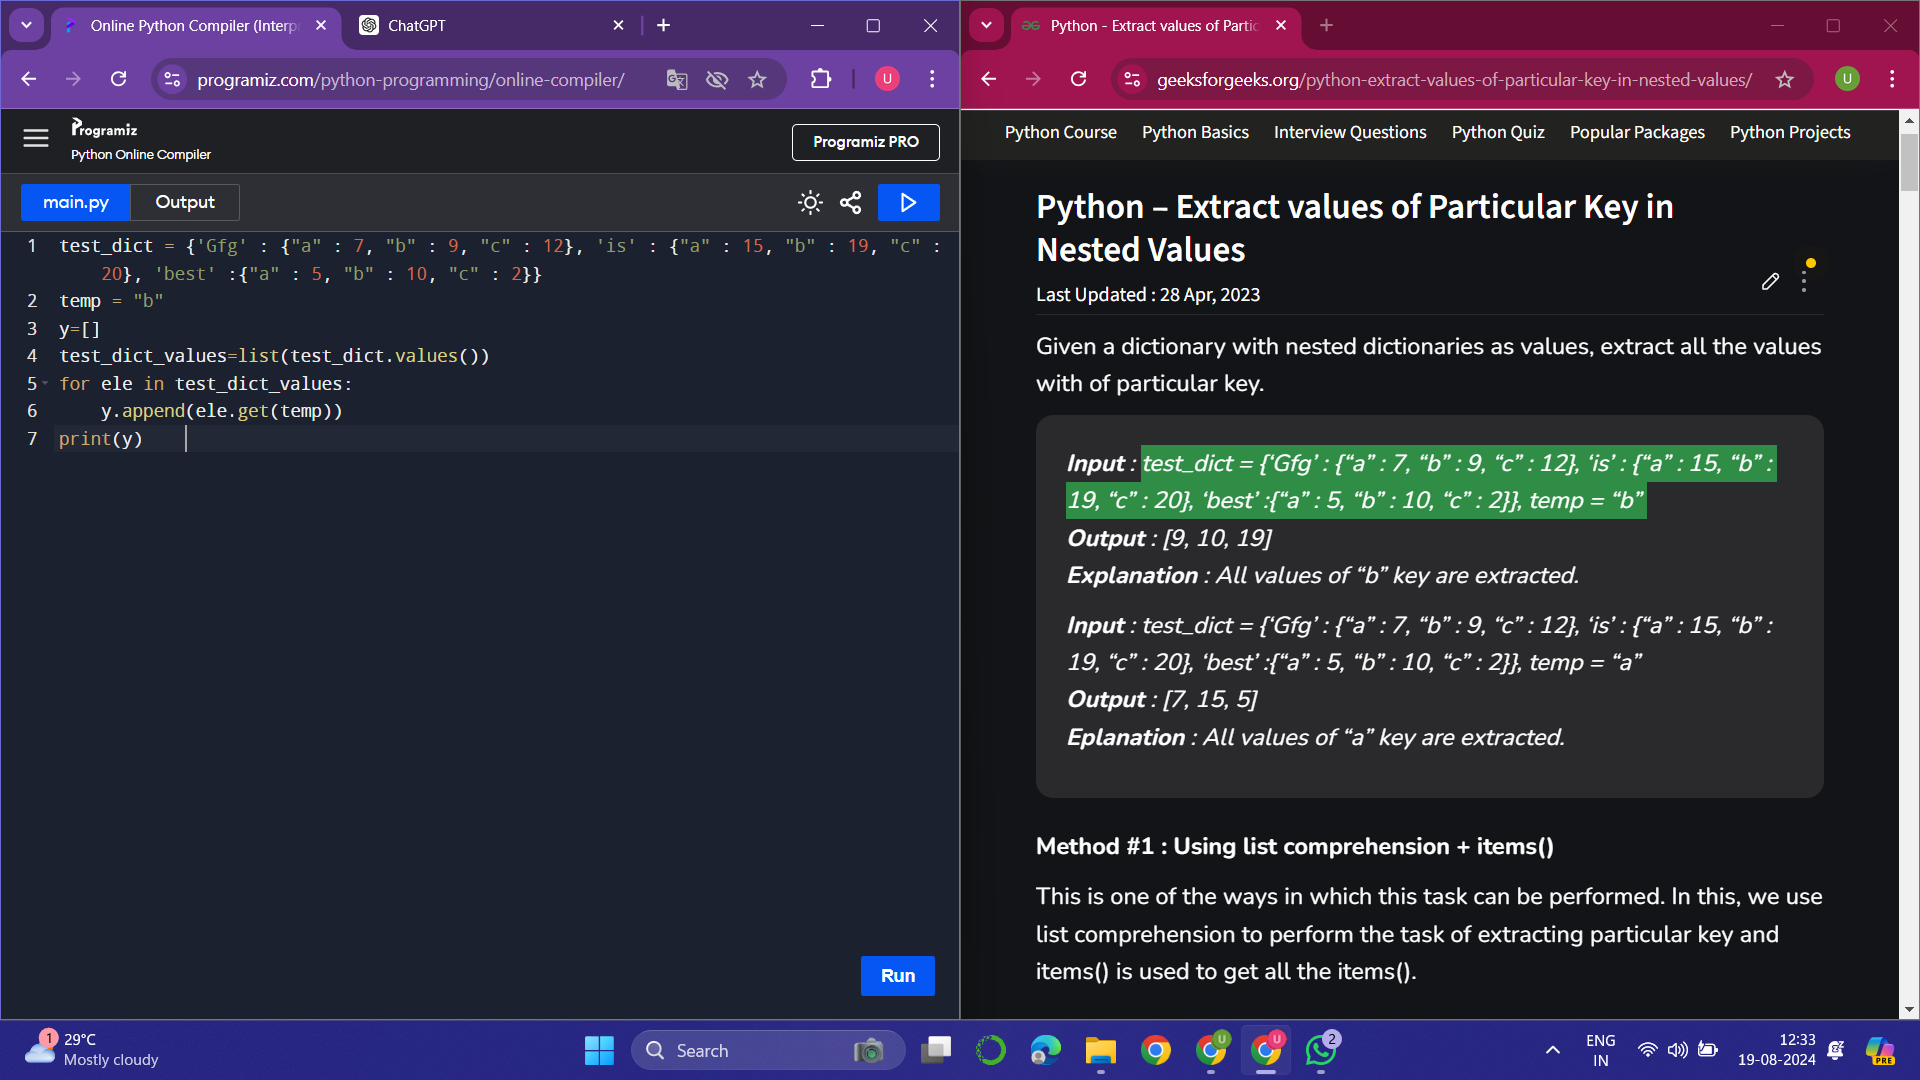 Online Python Compiler (Interp
ChatGPT
programiz.com/python-programming/online-compiler/
U
Programiz
Python Online Compiler
Programiz PRO
main.py
Output
1 test_dict = {'Gfg' : {"a" : 7, "b" : 9, "c" : 12}, 'is' : {"a" : 15, "b" : 19, "c" :
20}, 'best' :{"a" : 5, "b" : 10, "c" : 2}}
2 temp = "b"
3 y=[]
4 test_dict_values=list(test_dict.values())
5 for ele in test_dict_values:
6 y.append(ele.get(temp))
7 print(y)
Run
Python - Extract values of Partic
geeksforgeeks.org/python-extract-values-of-particular-key-in-nested-values/
U
Python Course Python Basics Interview Questions Python Quiz Popular Packages Python Projects
Python – Extract values of Particular Key in
Nested Values
Last Updated : 28 Apr, 2023
Given a dictionary with nested dictionaries as values, extract all the values
with of particular key.
Input : test_dict = {‘Gfg’ : {“a” : 7, “b” : 9, “c” : 12}, ‘is’ : {“a” : 15, “b” :
19, “c” : 20}, ‘best’ :{“a” : 5, “b” : 10, “c” : 2}}, temp = “b”
Output : [9, 10, 19]
Explanation : All values of “b” key are extracted.
Input : test_dict = {‘Gfg’ : {“a” : 7, “b” : 9, “c” : 12}, ‘is’ : {“a” : 15, “b” :
19, “c” : 20}, ‘best’ :{“a” : 5, “b” : 10, “c” : 2}}, temp = “a”
Output : [7, 15, 5]
Eplanation : All values of “a” key are extracted.
Method #1 : Using list comprehension + items()
This is one of the ways in which this task can be performed. In this, we use
list comprehension to perform the task of extracting particular key and
items() is used to get all the items().
1
29°C
Mostly cloudy
Search
U
U
2
ENG
IN
12:33
19-08-2024
PRE